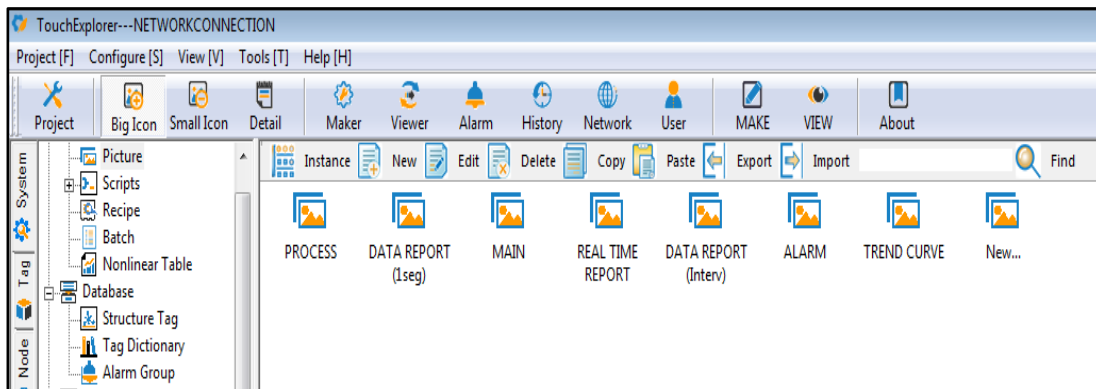 TouchExplorer---NETWORKCONNECTION
Project [F] Configure [S] View [V] Tools [T] Help [H]
Project Big Icon Small Icon Detail Maker Viewer Alarm History Network User MAKE VIEW About
System
Tag
Node
Picture
Scripts
Recipe
Batch
Nonlinear Table
Database
Structure Tag
Tag Dictionary
Alarm Group
Instance New Edit Delete Copy Paste Export Import Find
PROCESS
DATA REPORT
(1seg)
MAIN
REAL TIME
REPORT
DATA REPORT
(Interv)
ALARM
TREND CURVE
New...